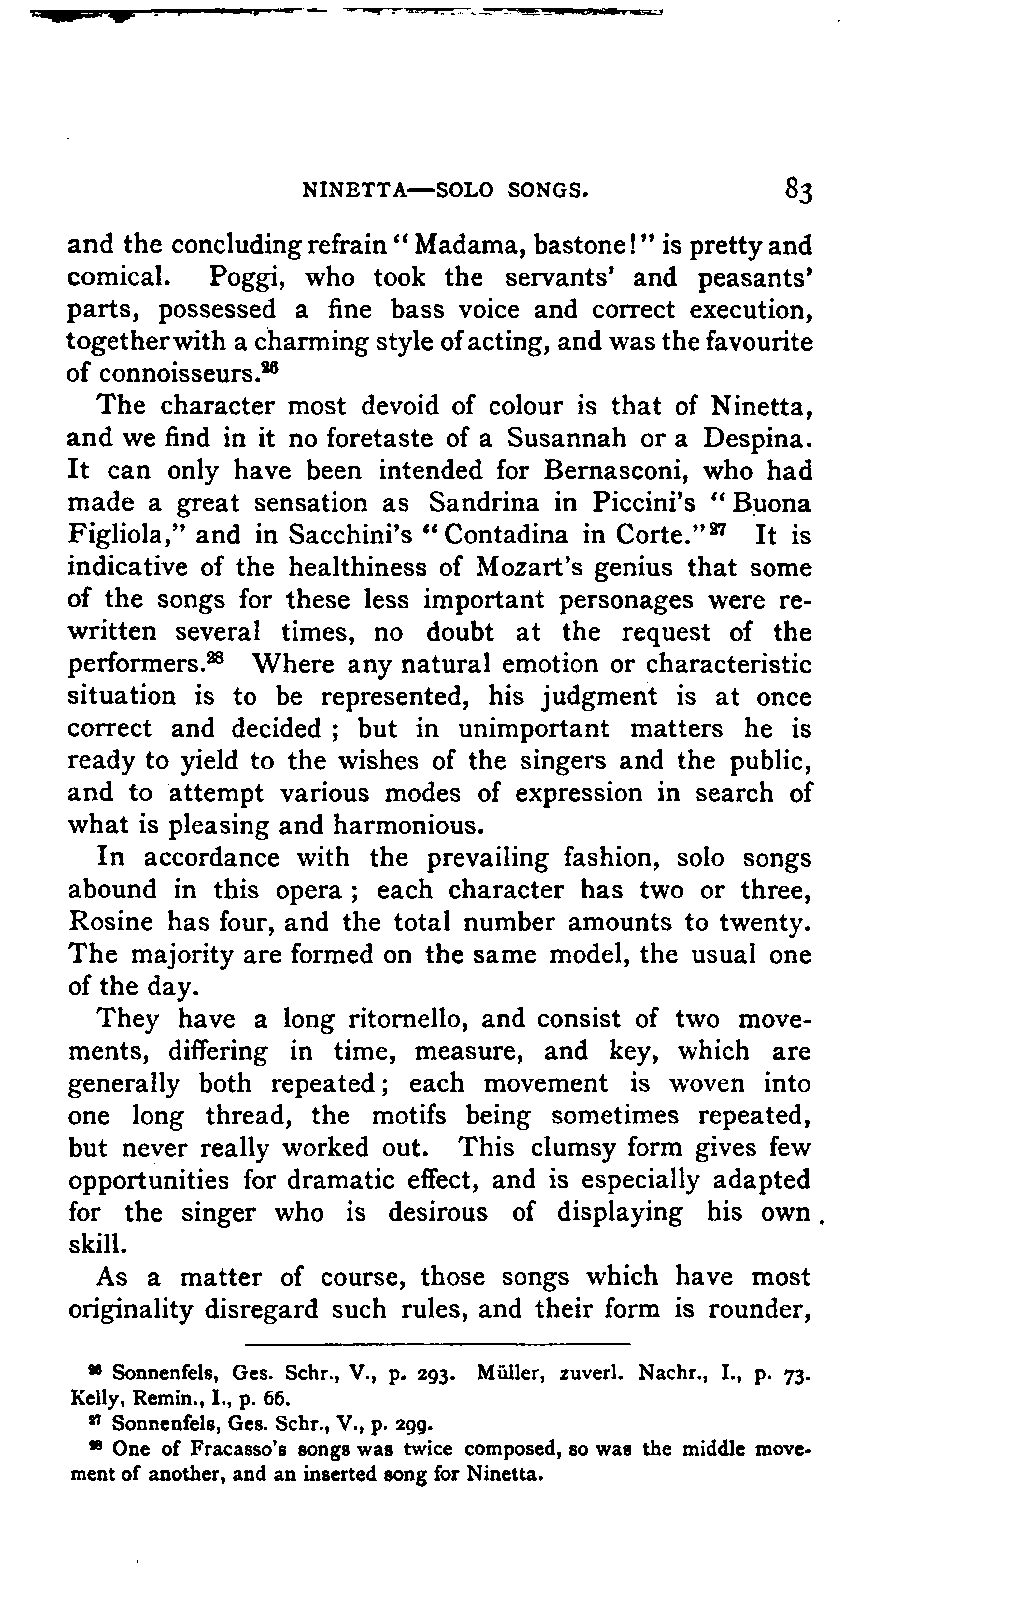 NINETTA—SOLO SONGS. 83
and the concluding refrain “ Madama, bastone!” is pretty and
comical. Poggi, who took the servants’ and peasants’
parts, possessed a fine bass voice and correct execution,
together with a charming style of acting, and was the favourite
of connoisseurs.²⁶
The character most devoid of colour is that of Ninetta,
and we find in it no foretaste of a Susannah or a Despina.
It can only have been intended for Bernasconi, who had
made a great sensation as Sandrina in Piccini’s “ Buona
Figliola,” and in Sacchini’s “ Contadina in Corte.”²⁷ It is
indicative of the healthiness of Mozart’s genius that some
of the songs for these less important personages were re-
written several times, no doubt at the request of the
performers.²⁸ Where any natural emotion or characteristic
situation is to be represented, his judgment is at once
correct and decided ; but in unimportant matters he is
ready to yield to the wishes of the singers and the public,
and to attempt various modes of expression in search of
what is pleasing and harmonious.
In accordance with the prevailing fashion, solo songs
abound in this opera ; each character has two or three,
Rosine has four, and the total number amounts to twenty.
The majority are formed on the same model, the usual one
of the day.
They have a long ritornello, and consist of two move-
ments, differing in time, measure, and key, which are
generally both repeated ; each movement is woven into
one long thread, the motifs being sometimes repeated,
but never really worked out. This clumsy form gives few
opportunities for dramatic effect, and is especially adapted
for the singer who is desirous of displaying his own
skill.
As a matter of course, those songs which have most
originality disregard such rules, and their form is rounder,
²⁶ Sonnenfels, Ges. Schr., V., p. 293. Müller, zuverl. Nachr., I., p. 73.
Kelly, Remin., I., p. 66.
²⁷ Sonnenfels, Ges. Schr., V., p. 299.
²⁸ One of Fracasso’s songs was twice composed, so was the middle move-
ment of another, and an inserted song for Ninetta.